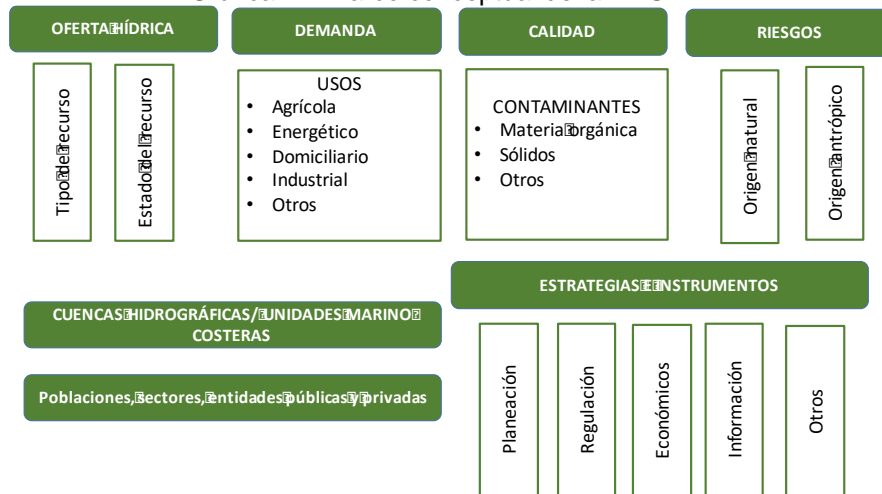 OFERTA HÍDRICA
DEMANDA
CALIDAD
RIESGOS
Tipo del recurso
Estado del recurso
USOS
• Agrícola
• Energético
• Domiciliario
• Industrial
• Otros
CONTAMINANTES
• Materia orgánica
• Sólidos
• Otros
Origen natural
Origen antrópico
ESTRATEGIAS E INSTRUMENTOS
CUENCAS HIDROGRÁFICAS/ UNIDADES MARINO
COSTERAS
Poblaciones, sectores, entidades públicas y privadas
Planeación
Regulación
Económicos
Información
Otros